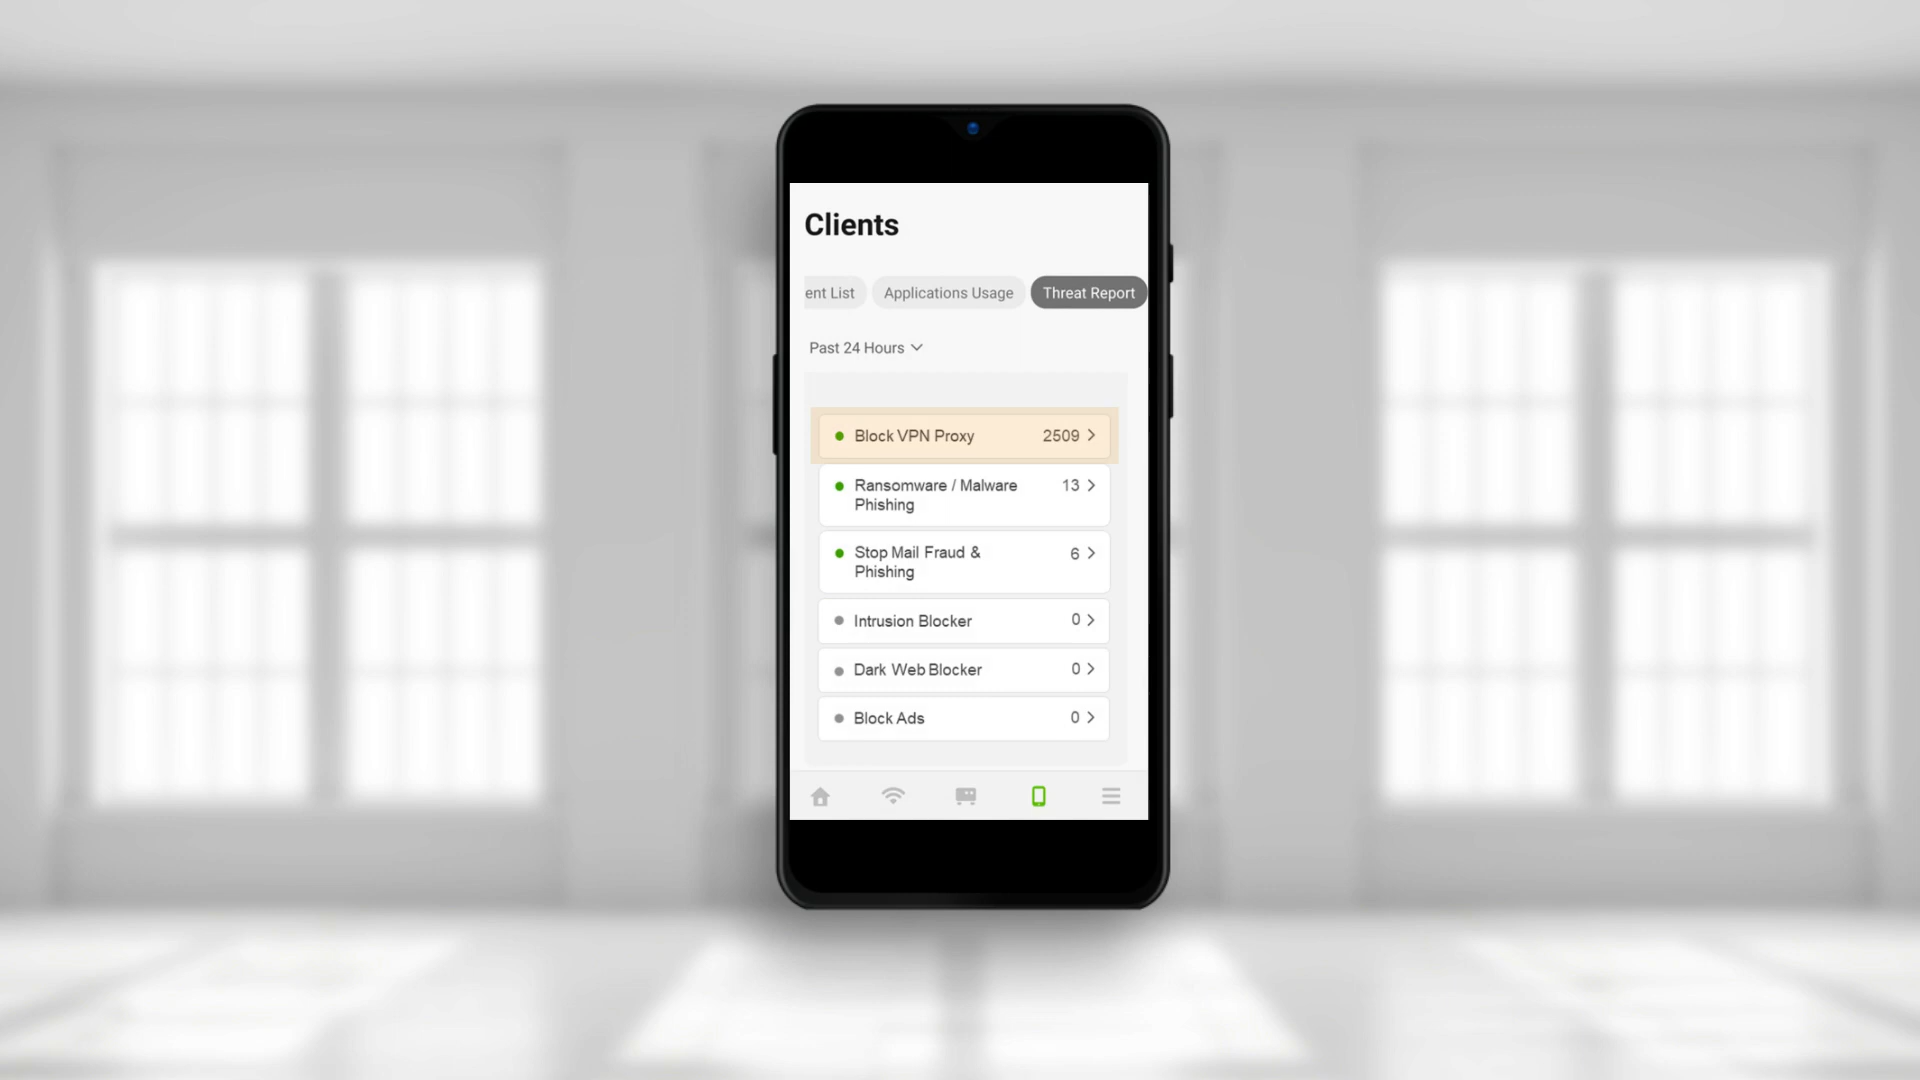 Clients
ent List
Applications Usage
Threat Report
Past 24 Hours
Block VPN Proxy 2509
Ransomware / Malware 13
Phishing
Stop Mail Fraud & 6
Phishing
Intrusion Blocker 0
Dark Web Blocker 0
Block Ads 0